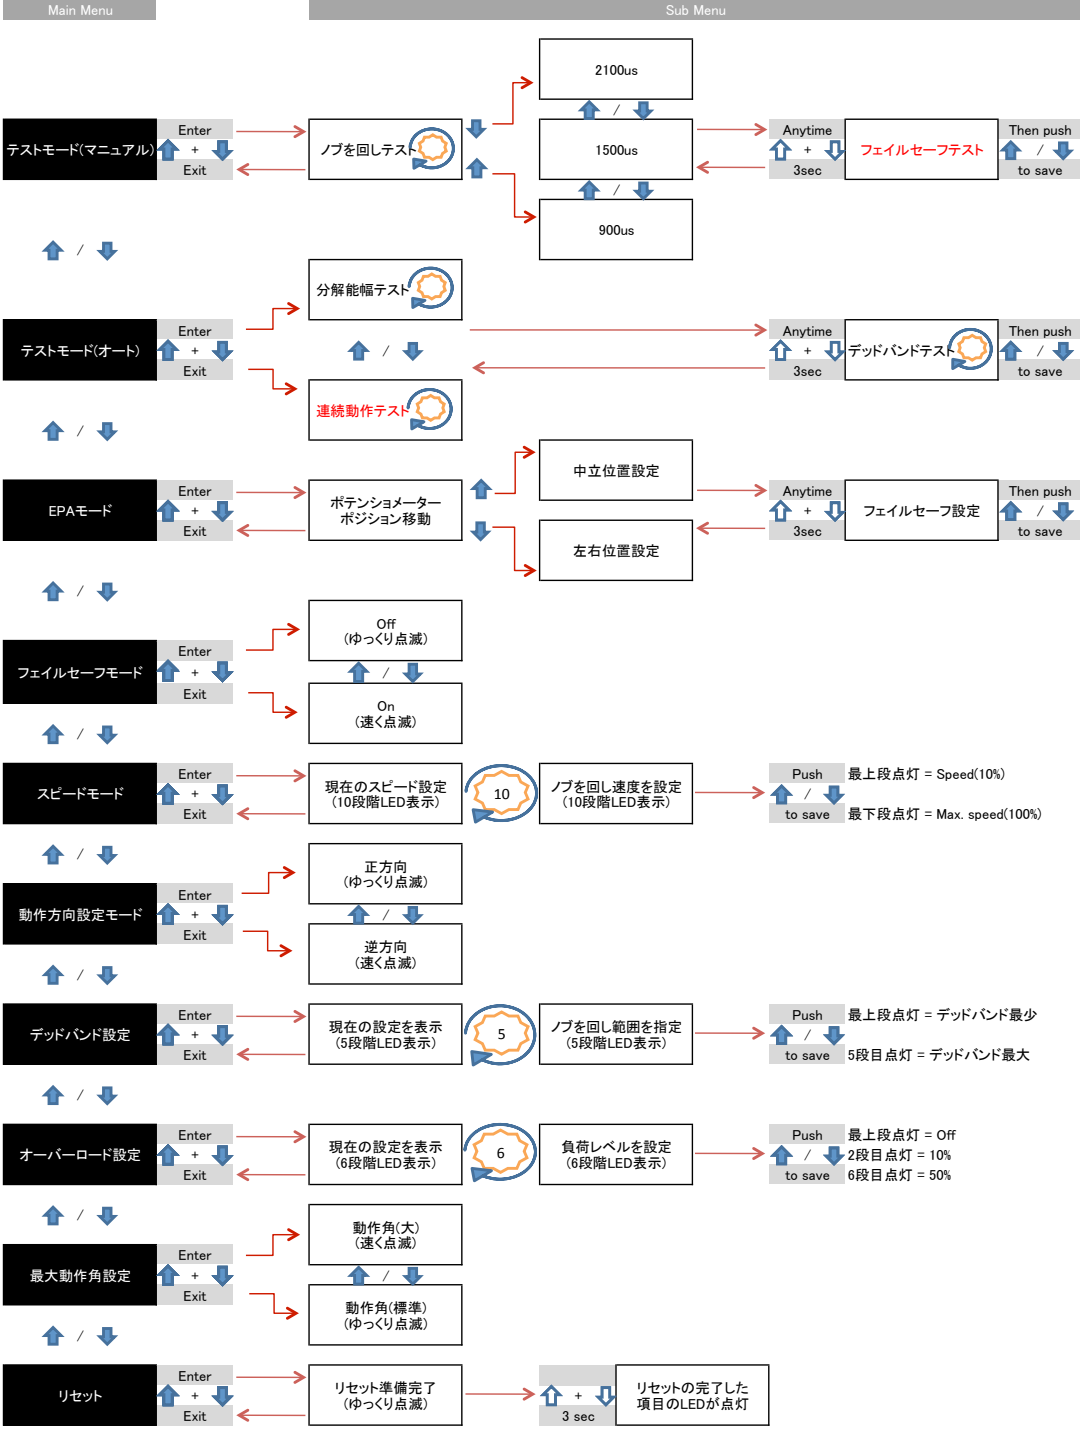 Main Menu
Sub Menu
2100us
/
テストモード(マニュアル)
Enter
+
Exit
ノブを回しテスト
1500us
Anytime
+
3sec
フェイルセーフテスト
Then push
/
to save
/
900us
/
分解能幅テスト
テストモード(オート)
Enter
+
Exit
/
Anytime
+
3sec
デッドバンドテスト
Then push
/
to save
連続動作テスト
/
中立位置設定
EPAモード
Enter
+
Exit
ポテンショメーター
ポジション移動
Anytime
+
3sec
フェイルセーフ設定
Then push
/
to save
左右位置設定
/
Off
(ゆっくり点滅)
フェイルセーフモード
Enter
+
Exit
/
On
(速く点滅)
/
スピードモード
Enter
+
Exit
現在のスピード設定
(10段階LED表示)
10
ノブを回し速度を設定
(10段階LED表示)
Push
/
to save
最上段点灯 = Speed(10%)
最下段点灯 = Max. speed(100%)
/
正方向
(ゆっくり点滅)
動作方向設定モード
Enter
+
Exit
/
逆方向
(速く点滅)
/
デッドバンド設定
Enter
+
Exit
現在の設定を表示
(5段階LED表示)
5
ノブを回し範囲を指定
(5段階LED表示)
Push
/
to save
最上段点灯 = デッドバンド最少
5段目点灯 = デッドバンド最大
/
オーバーロード設定
Enter
+
Exit
現在の設定を表示
(6段階LED表示)
6
負荷レベルを設定
(6段階LED表示)
Push
/
to save
最上段点灯 = Off
2段目点灯 = 10%
6段目点灯 = 50%
/
動作角(大)
(速く点滅)
最大動作角設定
Enter
+
Exit
/
動作角(標準)
(ゆっくり点滅)
/
リセット
Enter
+
Exit
リセット準備完了
(ゆっくり点滅)
+
3 sec
リセットの完了した
項目のLEDが点灯